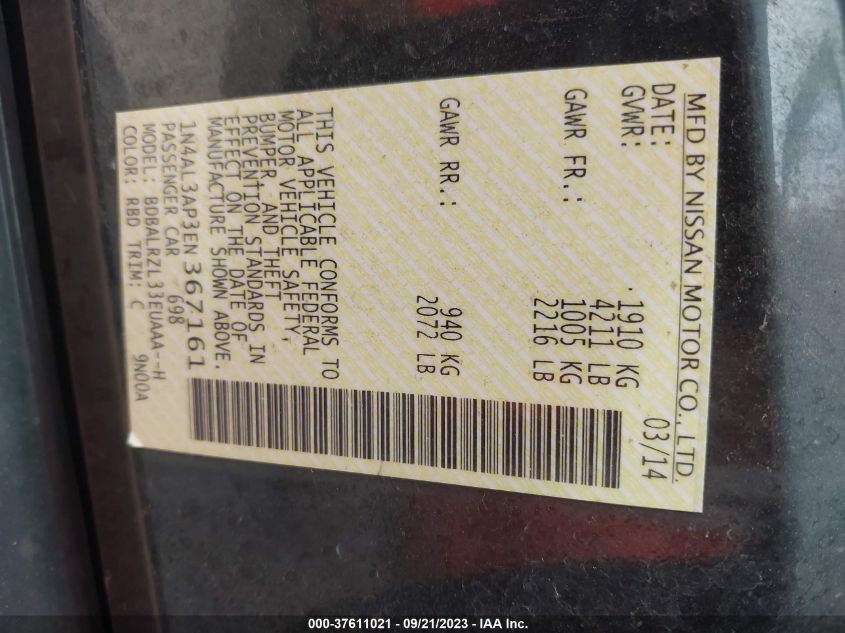 MFD BY NISSAN MOTOR CO., LTD.
DATE: 03/14
GVWR: 1910 KG
4211 LB
GAWR FR.: 1005 KG
2216 LB
GAWR RR.: 940 KG
2072 LB
THIS VEHICLE CONFORMS TO
ALL APPLICABLE FEDERAL
MOTOR VEHICLE SAFETY,
BUMPER AND THEFT
PREVENTION STANDARDS IN
EFFECT ON THE DATE OF
MANUFACTURE SHOWN ABOVE.
1N4AL3AP3EN367161
PASSENGER CAR 698
MODEL: BDBALRZL33EUAAA--H
COLOR: RBD TRIM: C 9N00A
000-37611021 - 09/21/2023 - IAA Inc.